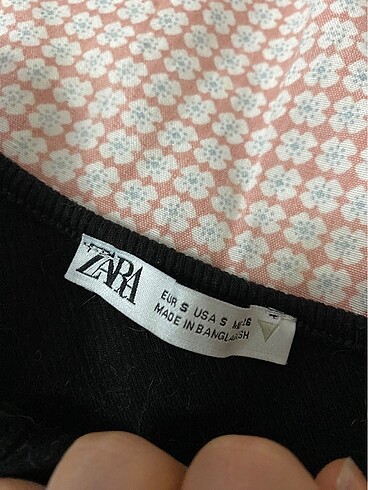 ZARA
EUR S USA S MEX 26
MADE IN BANGLADESH